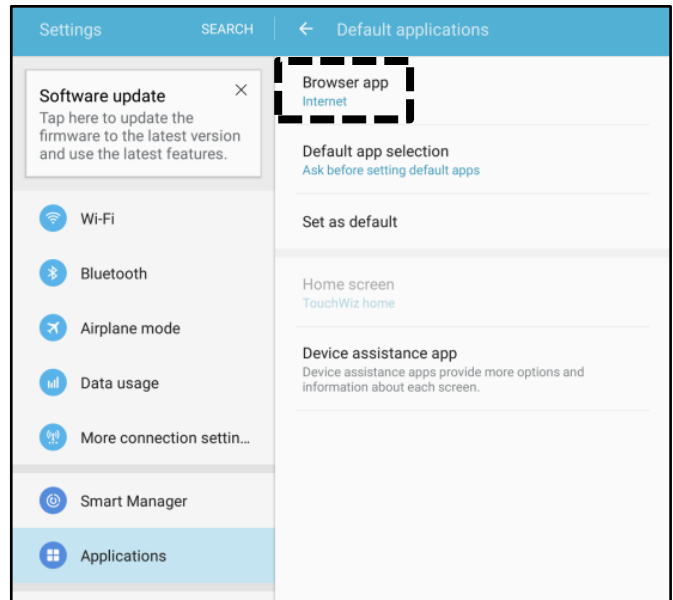 Settings
SEARCH
Software update
Tap here to update the
firmware to the latest version
and use the latest features.
Wi-Fi
Bluetooth
Airplane mode
Data usage
More connection settin...
Smart Manager
Applications
Default applications
Browser app
Internet
Default app selection
Ask before setting default apps
Set as default
Home screen
TouchWiz home
Device assistance app
Device assistance apps provide more options and
information about each screen.